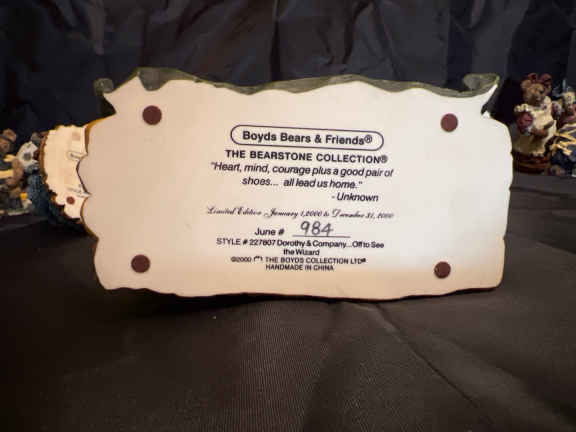 Boyds Bears & Friends®
THE BEARSTONE COLLECTION®
"Heart, mind, courage plus a good pair of
shoes... all lead us home."
- Unknown
Limited Edition January 1,2000 to December 31, 2000
June # 984
STYLE # 227807 Dorothy & Company...Off to See
the Wizard
©2000 THE BOYDS COLLECTION LTD®
HANDMADE IN CHINA